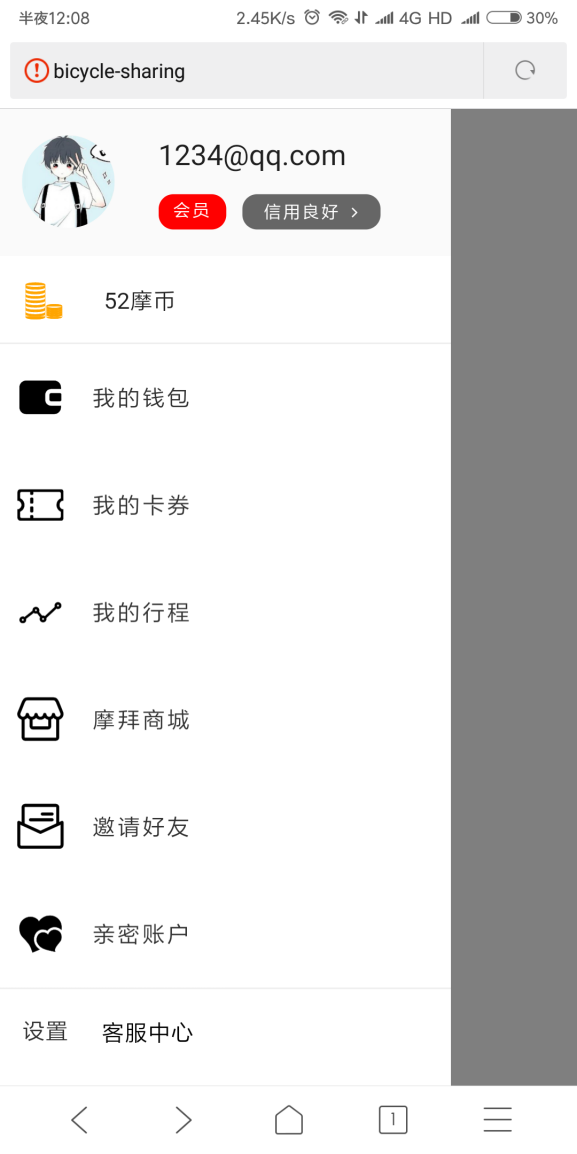 半夜12:08 2.45K/s 4G HD 30%
bicycle-sharing
1234@qq.com
会员 信用良好 >
52摩币
我的钱包
我的卡券
我的行程
摩拜商城
邀请好友
亲密账户
设置 客服中心
1